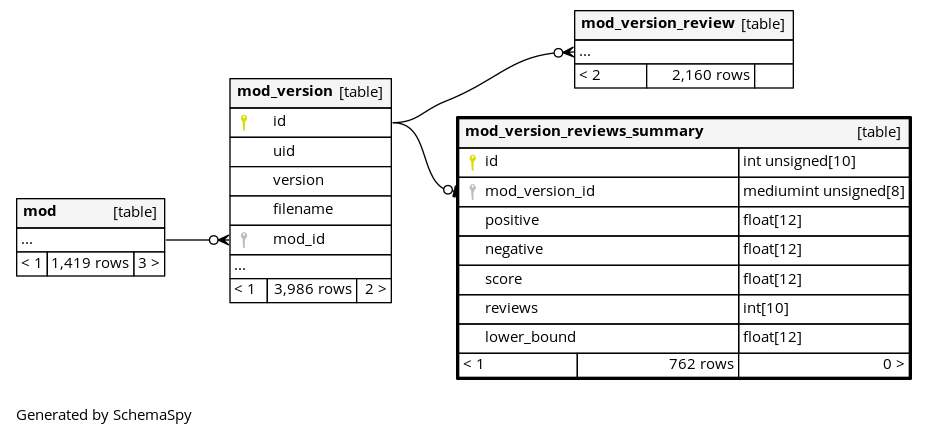 mod_version_review [table]
...
< 2 2,160 rows
mod_version [table]
id
uid
version
filename
mod_id
...
< 1 3,986 rows 2 >
mod_version_reviews_summary [table]
id int unsigned[10]
mod_version_id mediumint unsigned[8]
positive float[12]
negative float[12]
score float[12]
reviews int[10]
lower_bound float[12]
< 1 762 rows 0 >
mod [table]
...
< 1 1,419 rows 3 >
Generated by SchemaSpy